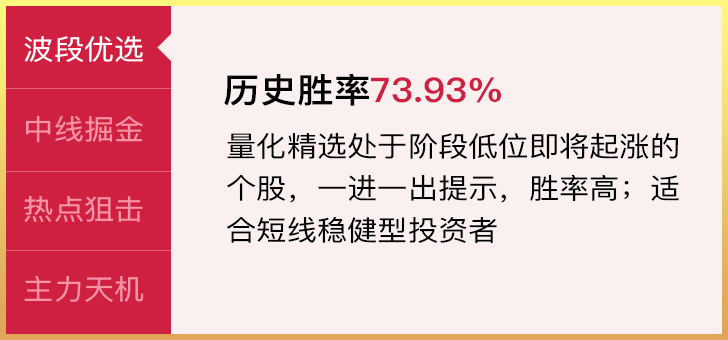 波段优选
中线掘金
热点狙击
主力天机
历史胜率73.93%
量化精选处于阶段低位即将起涨的
个股，一进一出提示，胜率高；适
合短线稳健型投资者